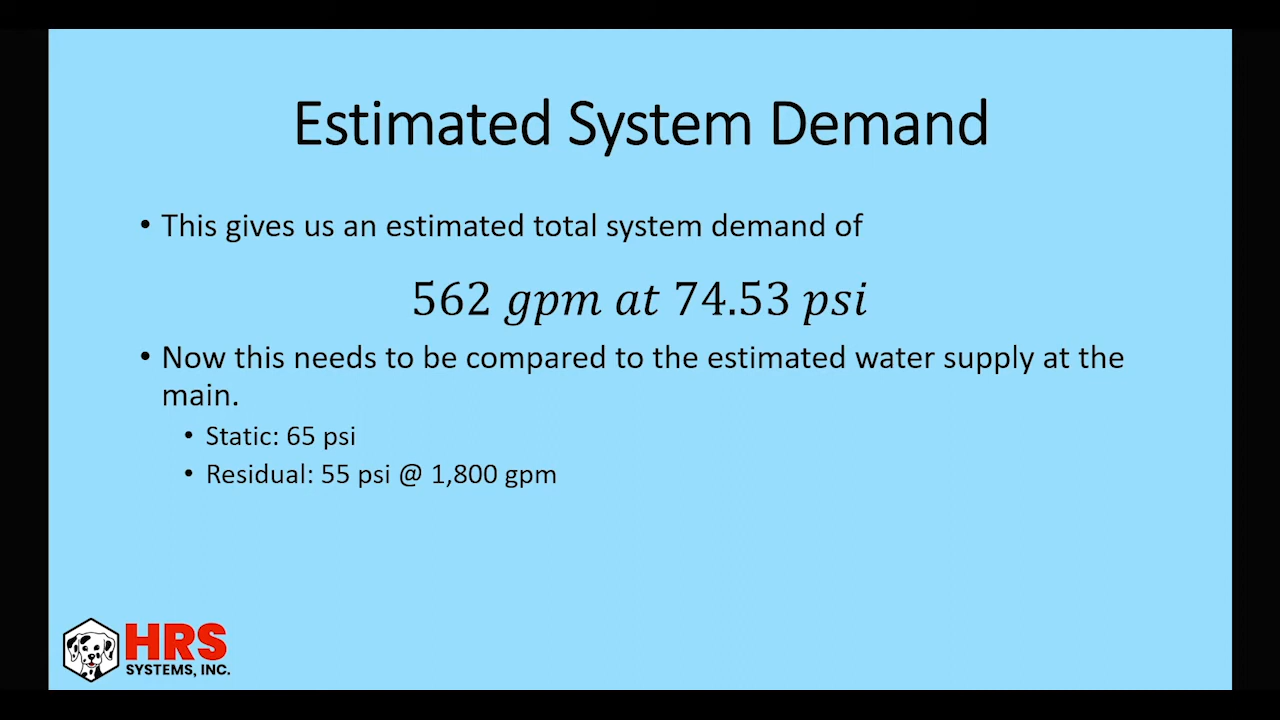 Estimated System Demand
• This gives us an estimated total system demand of
562 gpm at 74.53 psi
• Now this needs to be compared to the estimated water supply at the
main.
• Static: 65 psi
• Residual: 55 psi @ 1,800 gpm
HRS
SYSTEMS, INC.